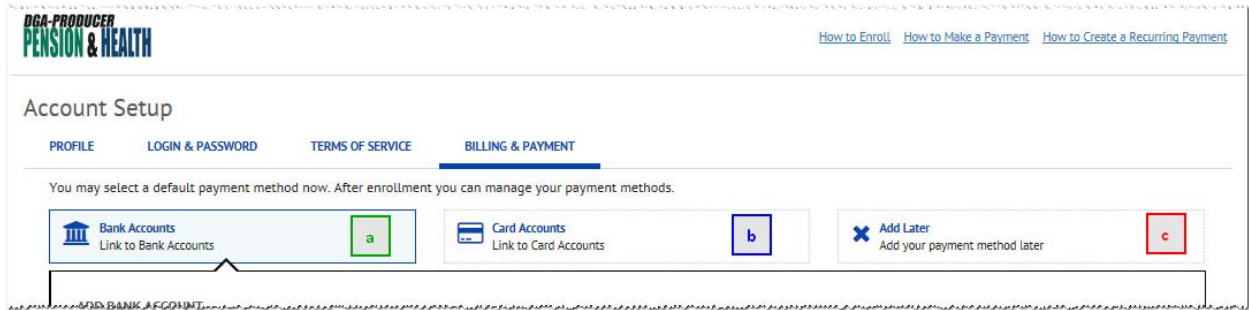 DGA-PRODUCER
PENSION & HEALTH
How to Enroll How to Make a Payment How to Create a Recurring Payment
Account Setup
PROFILE LOGIN & PASSWORD TERMS OF SERVICE BILLING & PAYMENT
You may select a default payment method now. After enrollment you can manage your payment methods.
Bank Accounts
Link to Bank Accounts
a
Card Accounts
Link to Card Accounts
b
Add Later
Add your payment method later
c
ADD BANK ACCOUNT